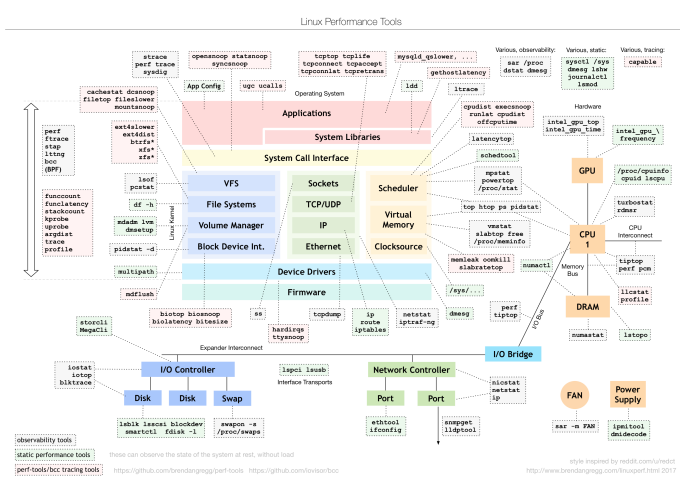 Linux Performance Tools
strace
perf trace
sysdig
opensnoop statsnoop
syncsnoop
tcptop tcplife
tcpconnect tcpaccept
tcpconnlat tcpretrans
mysqld_qslower, ...
gethostlatency
Various, observability:
sar /proc
dstat dmesg
Various, static:
sysctl /sys
dmesg lshw
journalctl
lsmod
Various, tracing:
capable
App Config
ugc ucalls
ldd
ltrace
Operating System
Hardware
cachestat dcsnoop
filetop fileslower
mountsnoop
Applications
System Libraries
System Call Interface
cpudist execsnoop
runlat cpudist
offcputime
intel_gpu_top
intel_gpu_time
intel_gpu_\
frequency
perf
ftrace
stap
lttng
bcc
(BPF)
ext4slower
ext4dist
btrfs*
xfs*
zfs*
latencytop
schedtool
mpstat
powertop
/proc/stat
GPU
/proc/cpuinfo
cpuid lscpu
lsof
pcstat
VFS
Sockets
Scheduler
funccount
funclatency
stackcount
kprobe
uprobe
argdist
trace
profile
df -h
File Systems
TCP/UDP
top htop ps pidstat
turbostat
rdmsr
mdadm lvm
dmsetup
Linux Kernel
Volume Manager
IP
Virtual
Memory
vmstat
slabtop free
/proc/meminfo
CPU
1
CPU
Interconnect
pidstat -d
Block Device Int.
Ethernet
Clocksource
memleak oomkill
slabratetop
numactl
Memory
Bus
tiptop
perf pcm
multipath
Device Drivers
mdflush
Firmware
/sys/...
llcstat
profile
biotop biosnoop
biolatency bitesize
ss
tcpdump
ip
route
iptables
netstat
iptraf-ng
dmesg
perf
tiptop
I/O Bus
DRAM
hardirqs
ttysnoop
numastat
lstopo
storcli
MegaCli
Expander Interconnect
I/O Bridge
iostat
iotop
blktrace
I/O Controller
lspci lsusb
Interface Transports
Network Controller
nicstat
netstat
ip
Disk
Disk
Swap
Port
Port
FAN
Power
Supply
lsblk lsscsi blockdev
smartctl fdisk -l
swapon -s
/proc/swaps
ethtool
ifconfig
snmpget
lldptool
sar -m FAN
ipmitool
dmidecode
observability tools
static performance tools
these can observe the state of the system at rest, without load
perf-tools/bcc tracing tools
https://github.com/brendangregg/perf-tools https://github.com/iovisor/bcc
style inspired by reddit.com/u/redct
http://www.brendangregg.com/linuxperf.html 2017